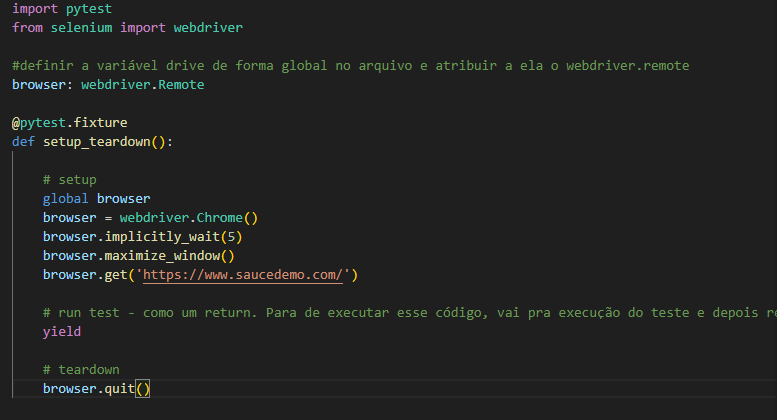 import pytest
from selenium import webdriver
#definir a variável drive de forma global no arquivo e atribuir a ela o webdriver.remote
browser: webdriver.Remote
@pytest.fixture
def setup_teardown():
# setup
global browser
browser = webdriver.Chrome()
browser.implicitly_wait(5)
browser.maximize_window()
browser.get('https://www.saucedemo.com/')
# run test - como um return. Para de executar esse código, vai pra execução do teste e depois
yield
# teardown
browser.quit()